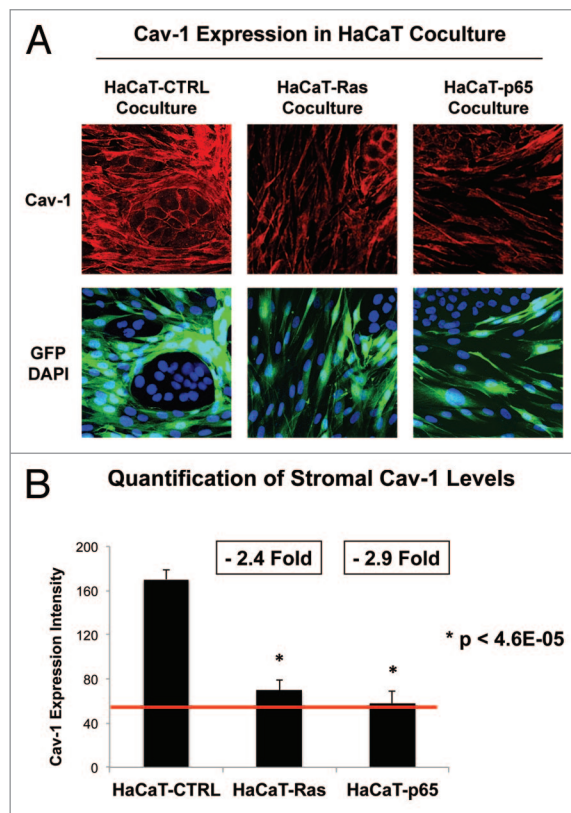 A
Cav-1 Expression in HaCaT Coculture
HaCaT-CTRL
Coculture
HaCaT-Ras
Coculture
HaCaT-p65
Coculture
Cav-1
GFP
DAPI
B
Quantification of Stromal Cav-1 Levels
- 2.4 Fold
- 2.9 Fold
* p < 4.6E-05
Cav-1 Expression Intensity
200
160
120
80
40
0
*
*
HaCaT-CTRL
HaCaT-Ras
HaCaT-p65